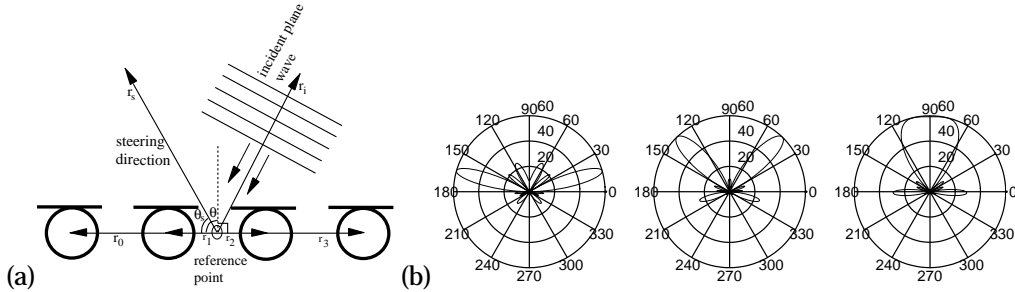 (a)
incident plane
wave
r_i
r_s
steering
direction
θ_s
θ
r_0
r_1
r_2
r_3
reference
point
(b)
90 60
120 60
40
150 30
20
180 0
210 330
240 300
270
90 60
120 60
40
150 30
20
180 0
210 330
240 300
270
90 60
120 60
40
150 30
20
180 0
210 330
240 300
270